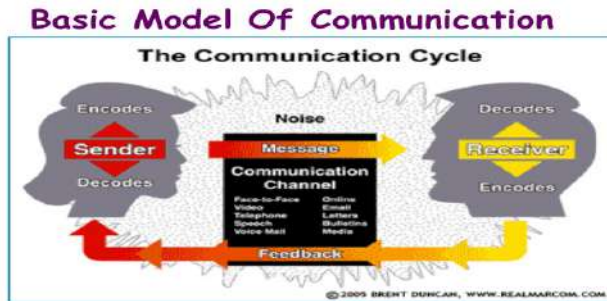 Basic Model Of Communication
The Communication Cycle
Encodes
Sender
Decodes
Noise
Message
Communication
Channel
Face-to-Face Online
Video Email
Telephone Letters
Speech Bulletins
Voice Mail Media
Feedback
Decodes
Receiver
Encodes
©2005 BRENT DUNCAN, WWW.REALMARCOM.COM